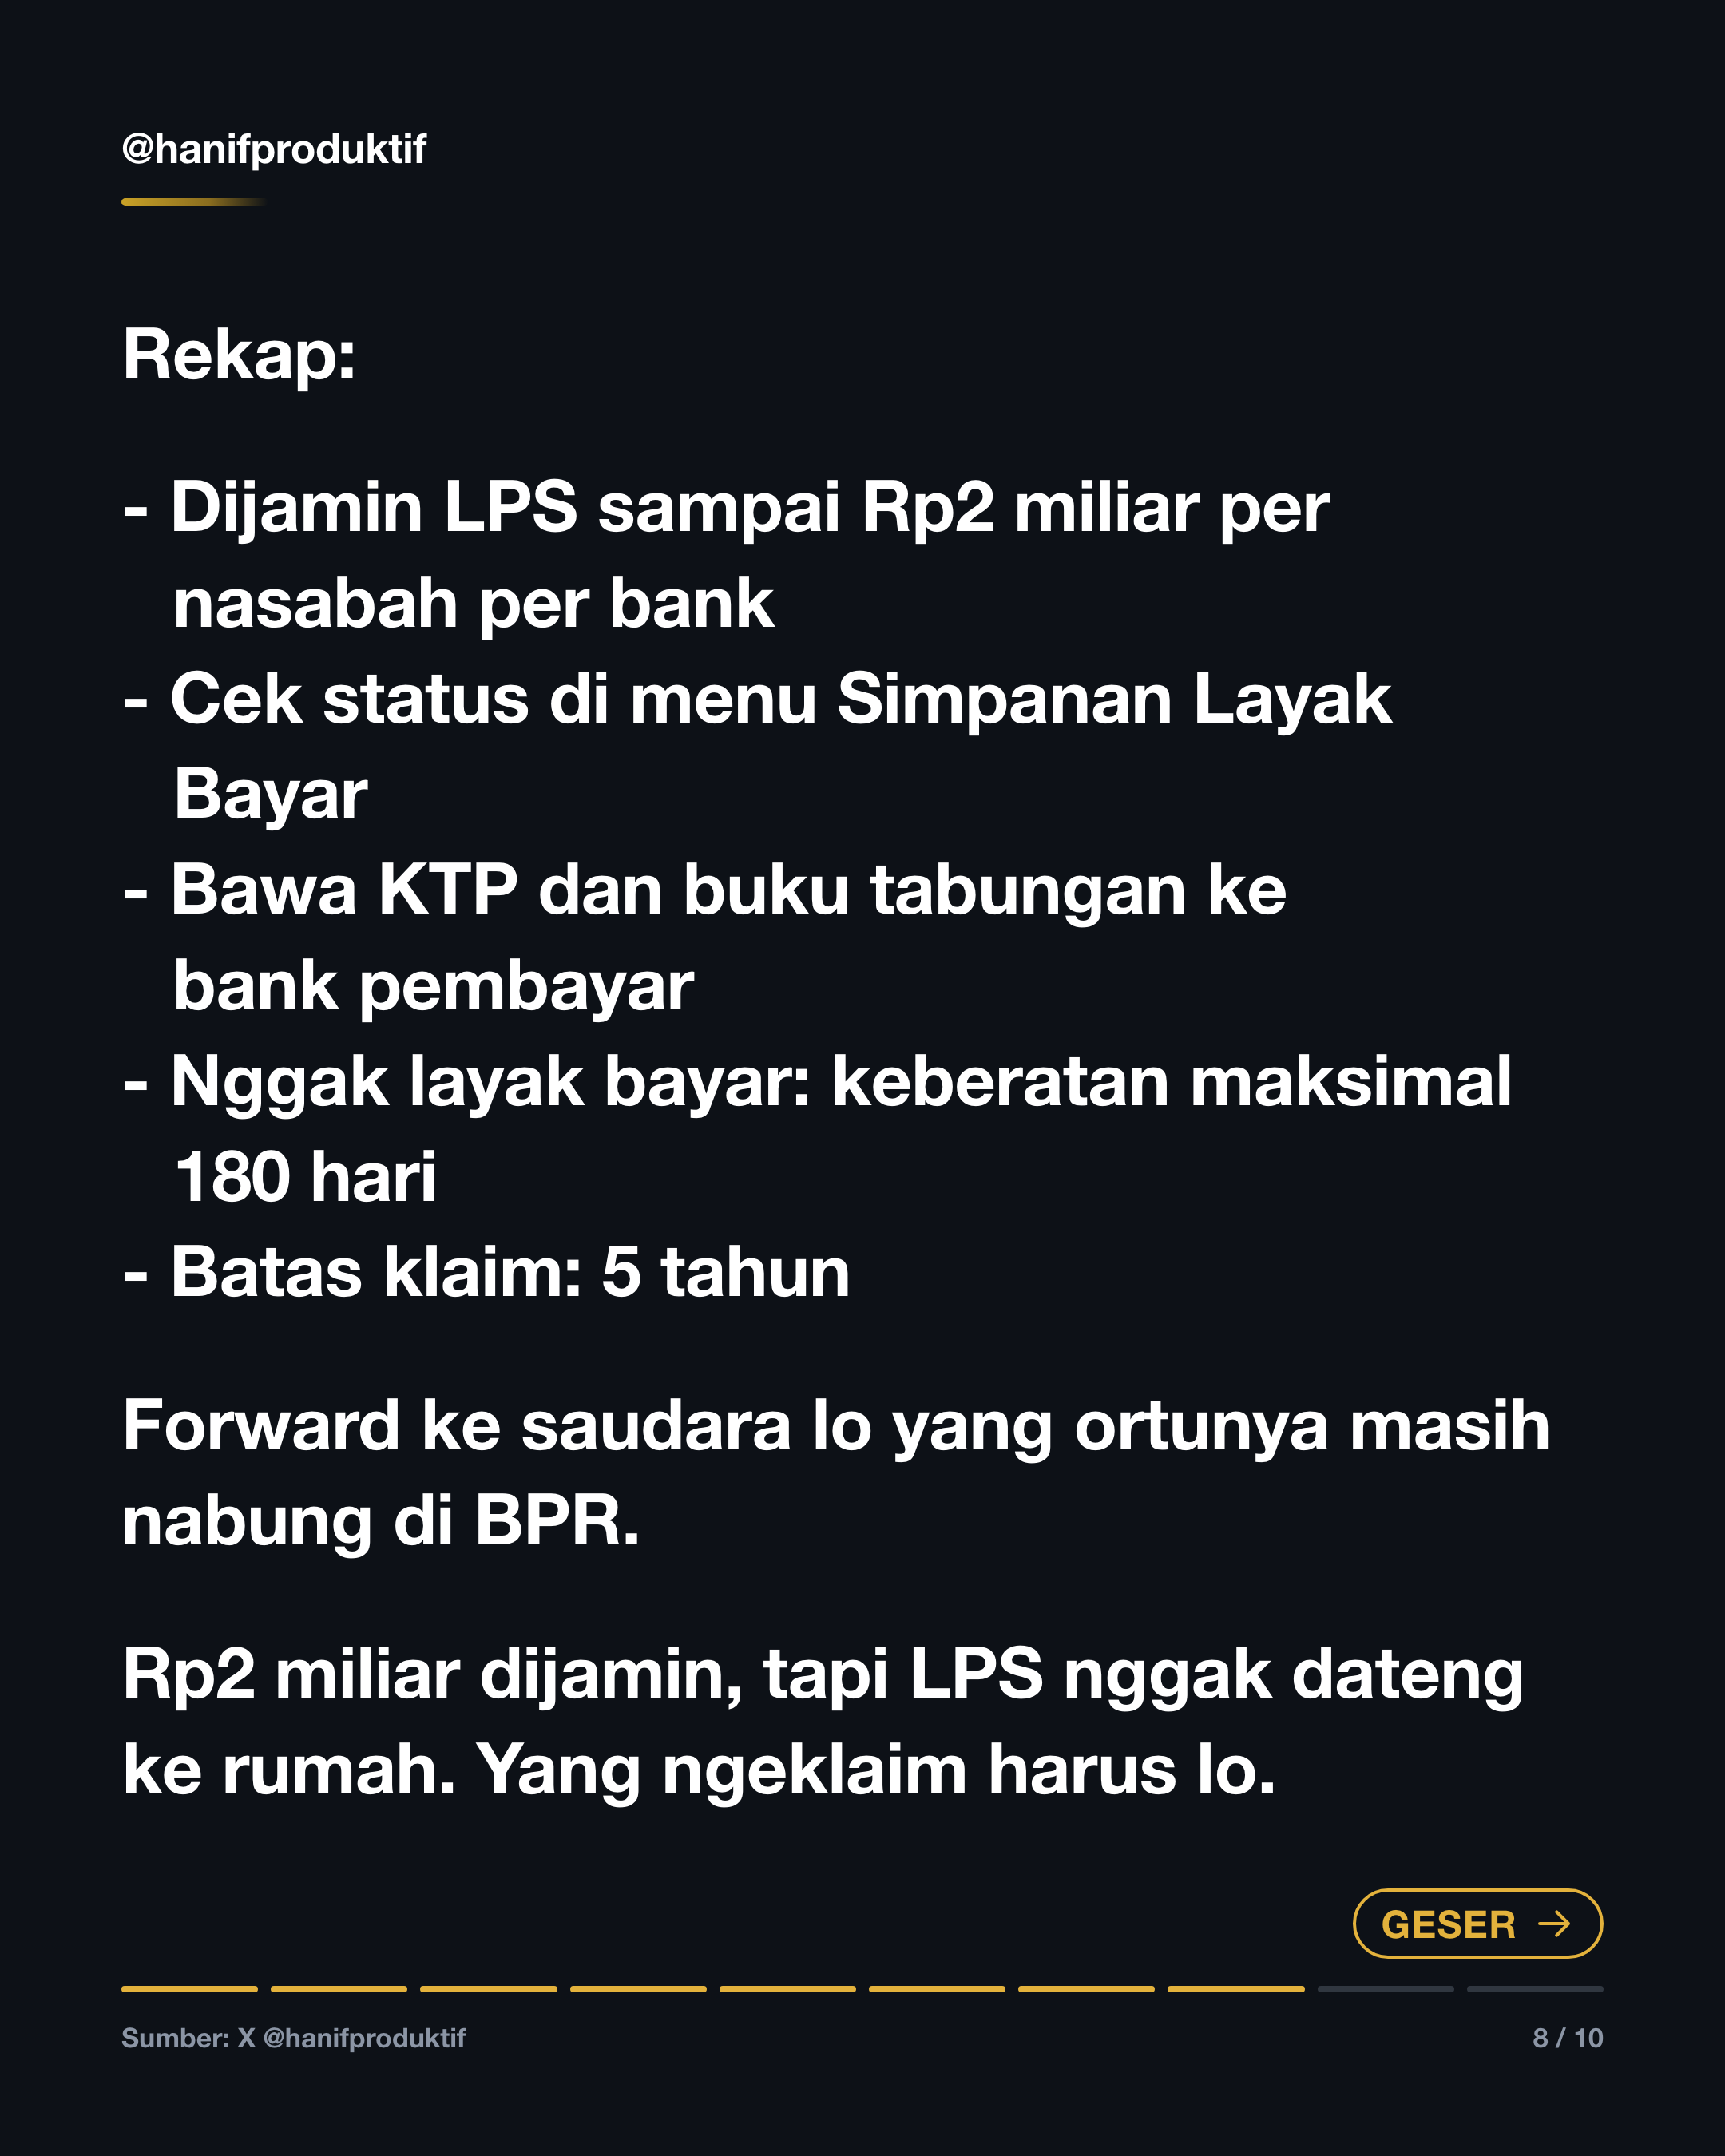 @hanifproduktif
Rekap:
- Dijamin LPS sampai Rp2 miliar per
nasabah per bank
- Cek status di menu Simpanan Layak
Bayar
- Bawa KTP dan buku tabungan ke
bank pembayar
- Nggak layak bayar: keberatan maksimal
180 hari
- Batas klaim: 5 tahun
Forward ke saudara lo yang ortunya masih
nabung di BPR.
Rp2 miliar dijamin, tapi LPS nggak dateng
ke rumah. Yang ngeklaim harus lo.
GESER →
Sumber: X @hanifproduktif
8 / 10